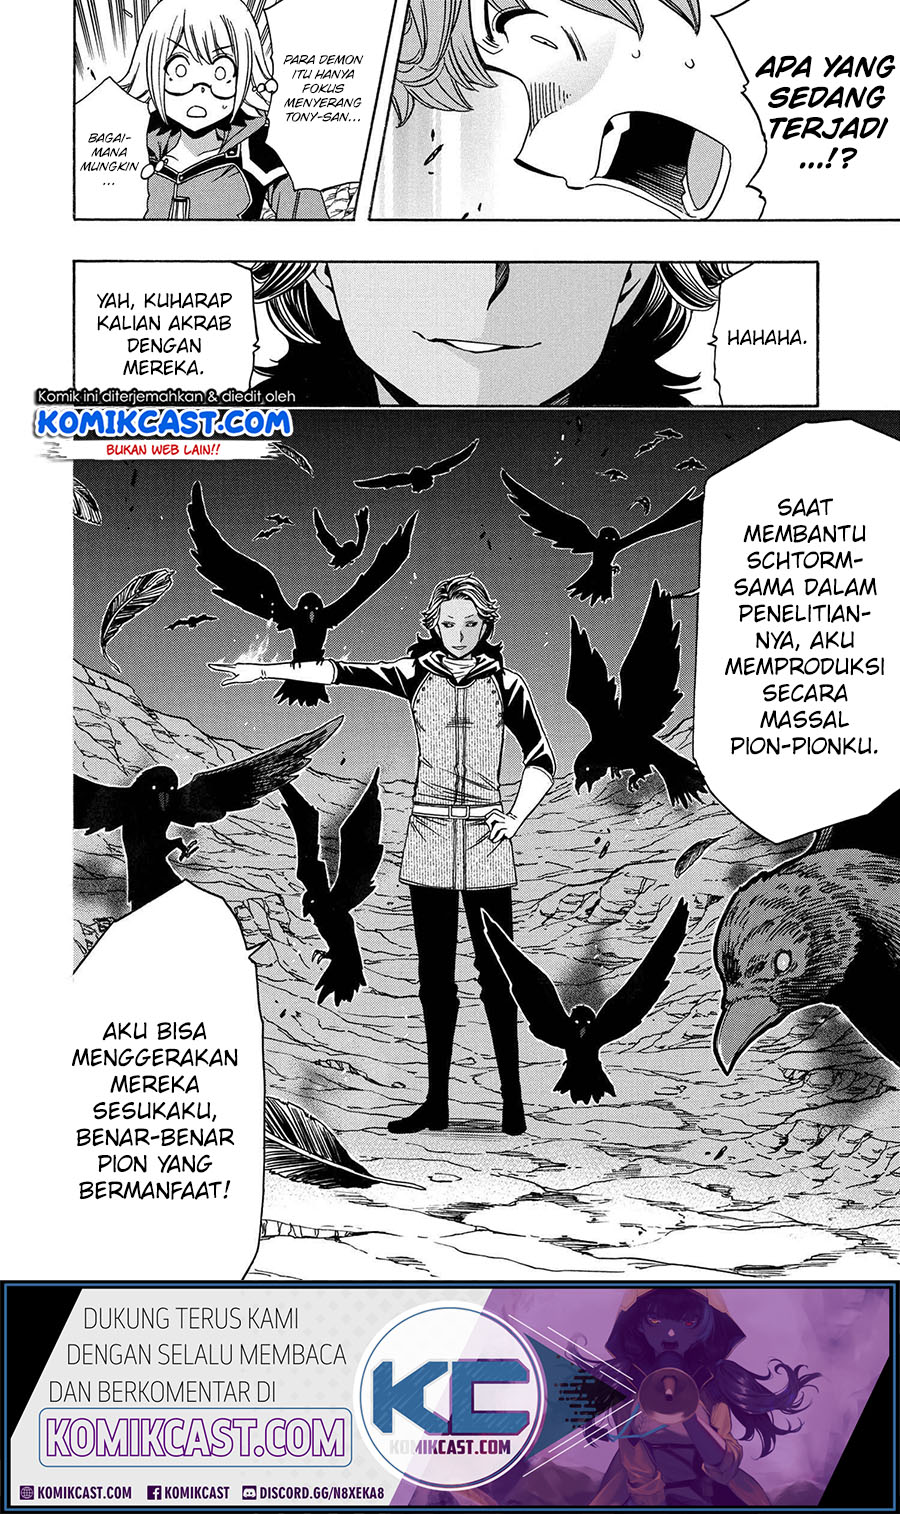 APA YANG
SEDANG
TERJADI
...!?
PARA DEMON
ITU HANYA
FOKUS
MENYERANG
TONY-SAN...
BAGAI-
MANA
MUNGKIN
...
HAHAHA.
YAH, KUHARAP
KALIAN AKRAB
DENGAN
MEREKA.
Komik ini diterjemahkan & diedit oleh
KOMIKCAST.COM
BUKAN WEB LAIN!!
SAAT
MEMBANTU
SCHTORM-
SAMA DALAM
PENELITIAN-
NYA, AKU
MEMPRODUKSI
SECARA
MASSAL
PION-PIONKU.
AKU BISA
MENGGERAKAN
MEREKA
SESUKAKU,
BENAR-BENAR
PION YANG
BERMANFAAT!
DUKUNG TERUS KAMI
DENGAN SELALU MEMBACA
DAN BERKOMENTAR DI
KOMIKCAST.COM
KC
KOMIKCAST.COM
KOMIKCAST.COM KOMIKCAST DISCORD.GG/N8XEKA8